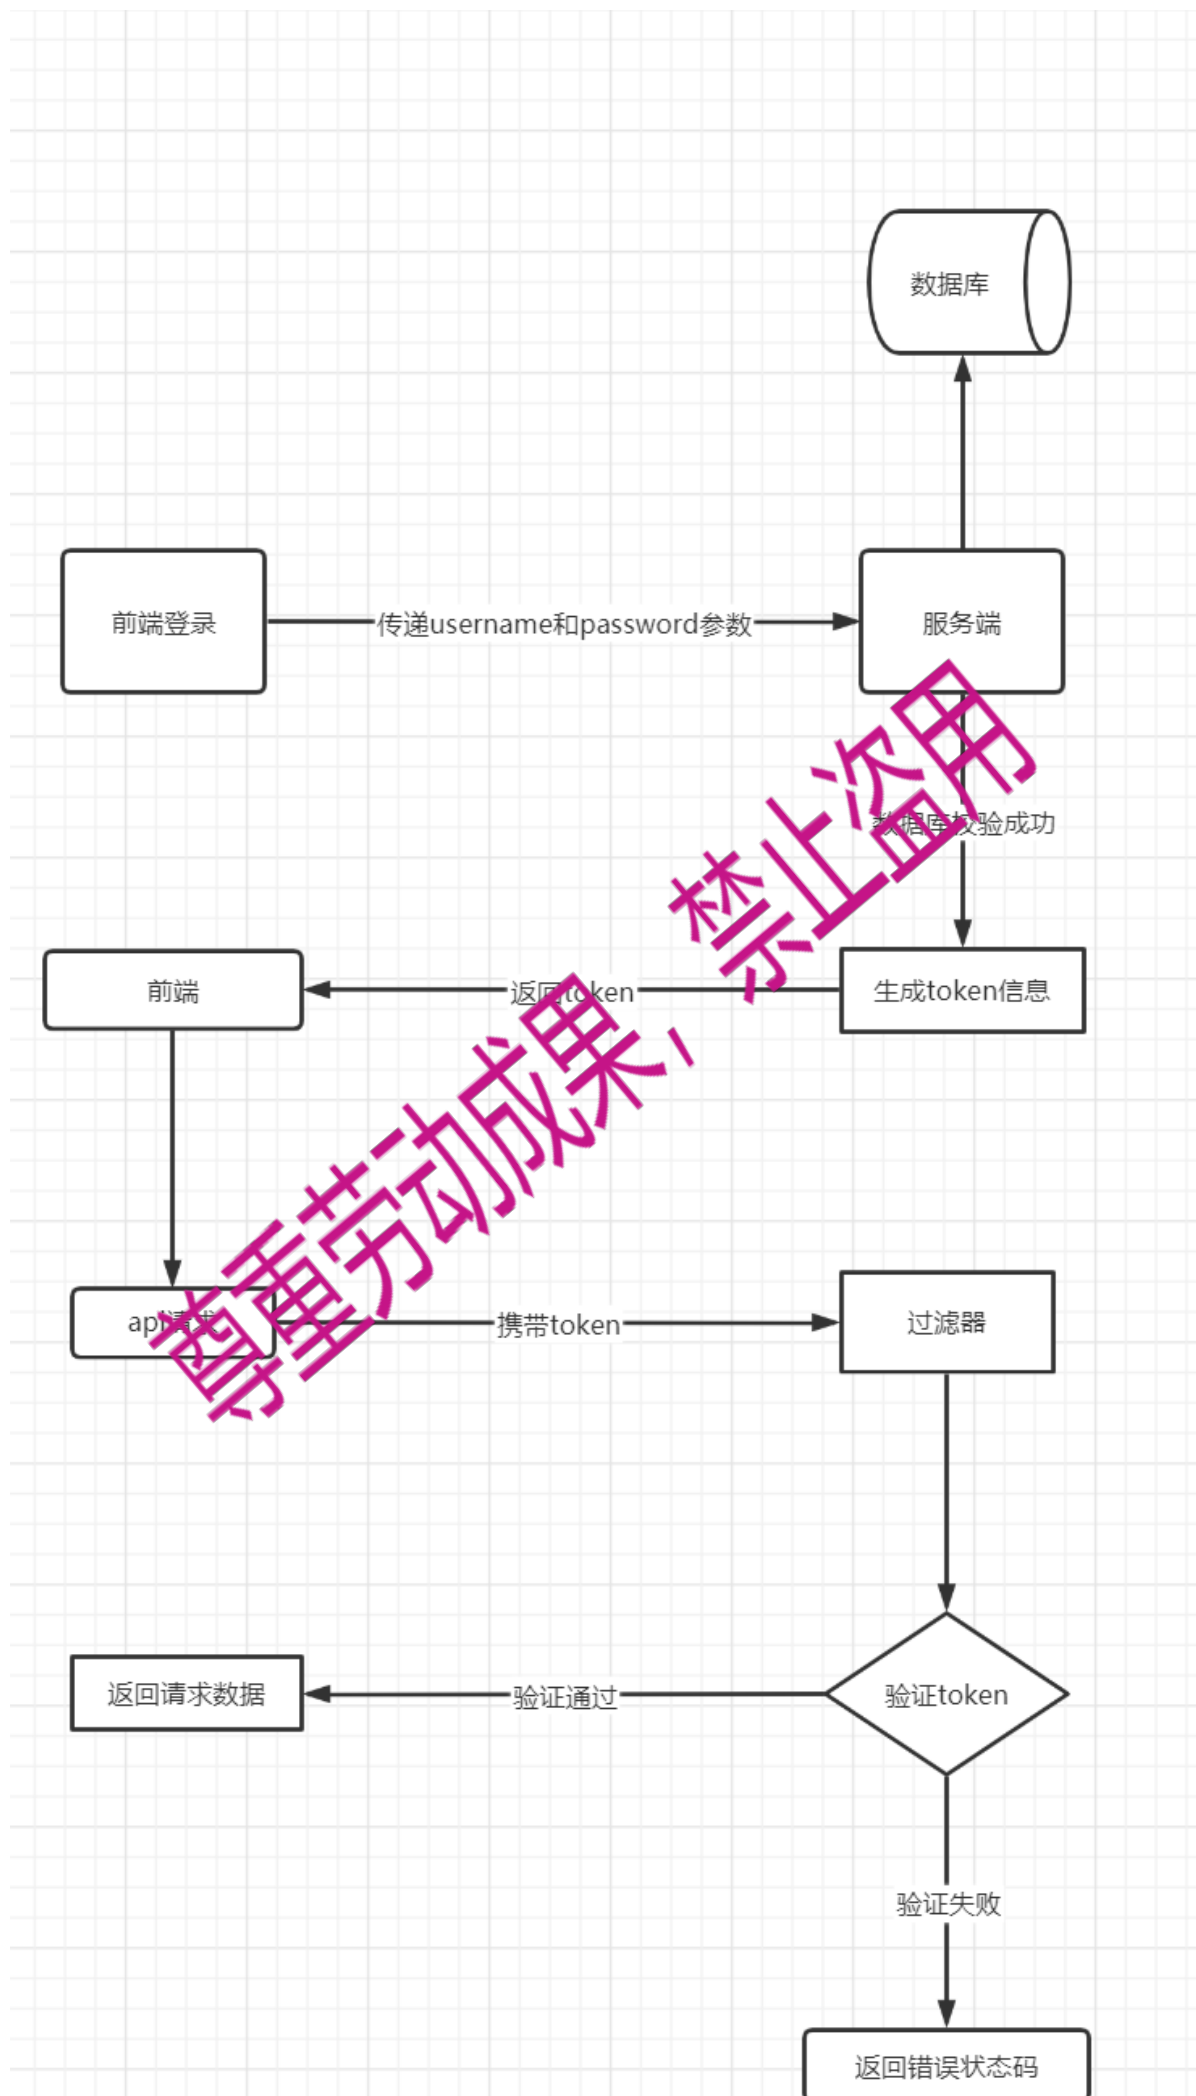 数据库
前端登录
传递username和password参数
服务端
数据库校验成功
前端
返回token
生成token信息
api请求
携带token
过滤器
返回请求数据
验证通过
验证token
验证失败
返回错误状态码
尊重劳动成果，禁止盗用